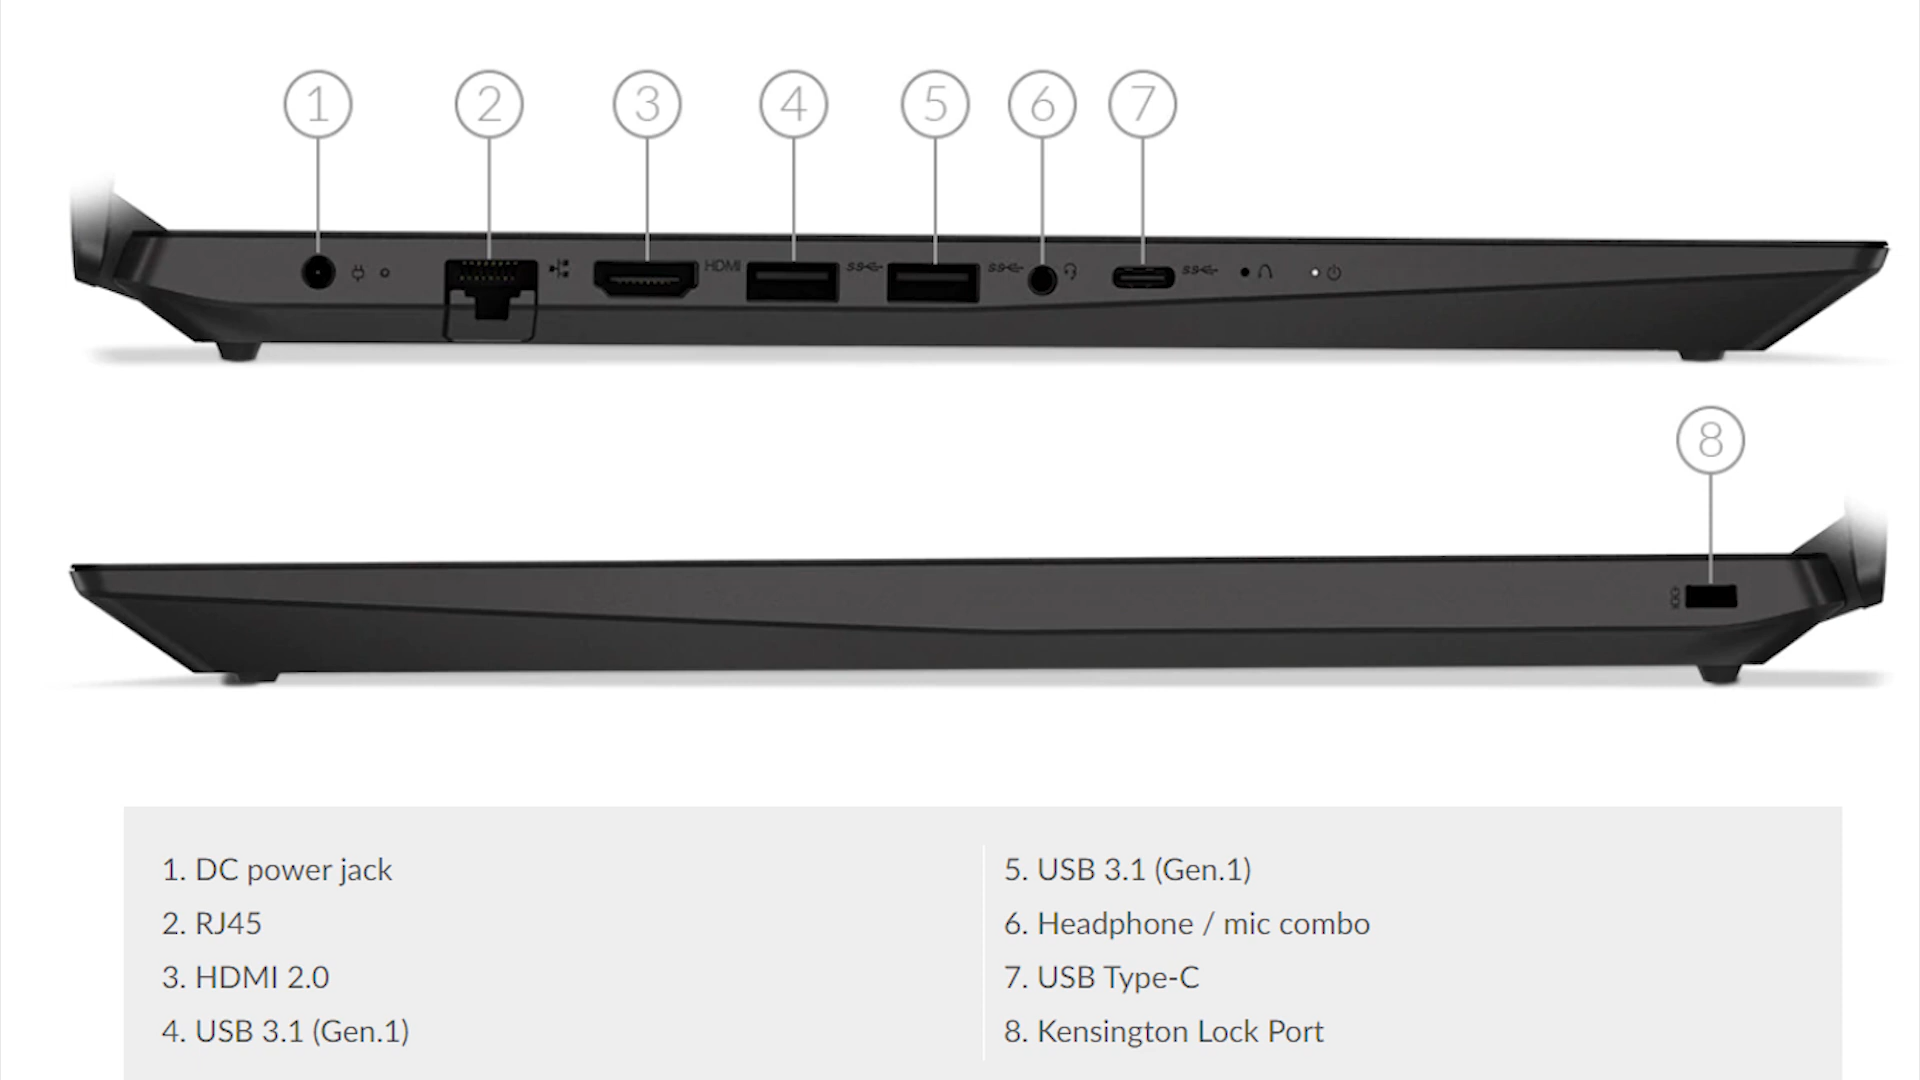 1 2 3 4 5 6 7
HDMI
8
1. DC power jack
2. RJ45
3. HDMI 2.0
4. USB 3.1 (Gen.1)
5. USB 3.1 (Gen.1)
6. Headphone / mic combo
7. USB Type-C
8. Kensington Lock Port